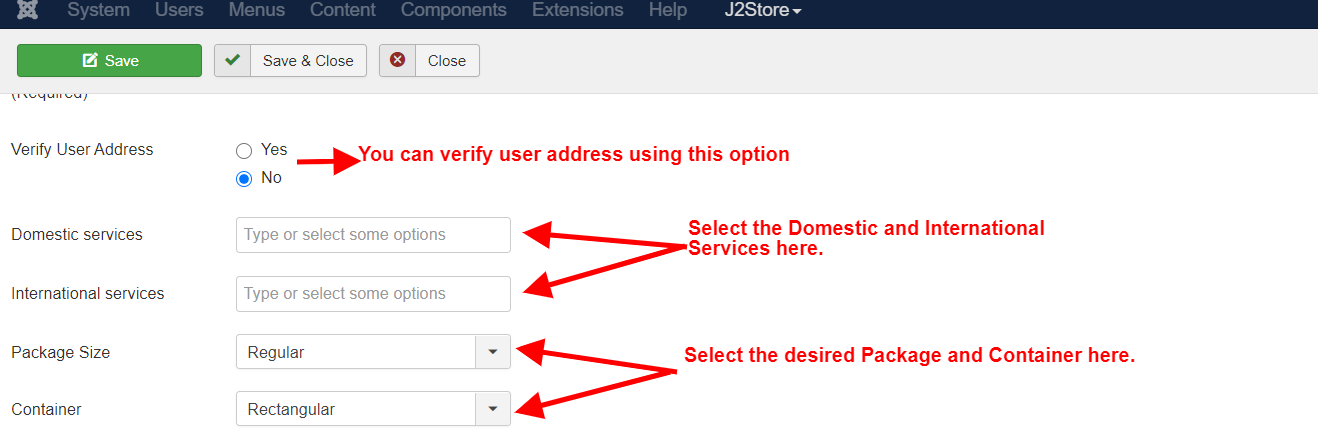 System Users Menus Content Components Extensions Help J2Store
Save Save & Close Close
(Required)
Verify User Address
Yes
No
You can verify user address using this option
Domestic services
Type or select some options
Select the Domestic and International
Services here.
International services
Type or select some options
Package Size
Regular
Select the desired Package and Container here.
Container
Rectangular